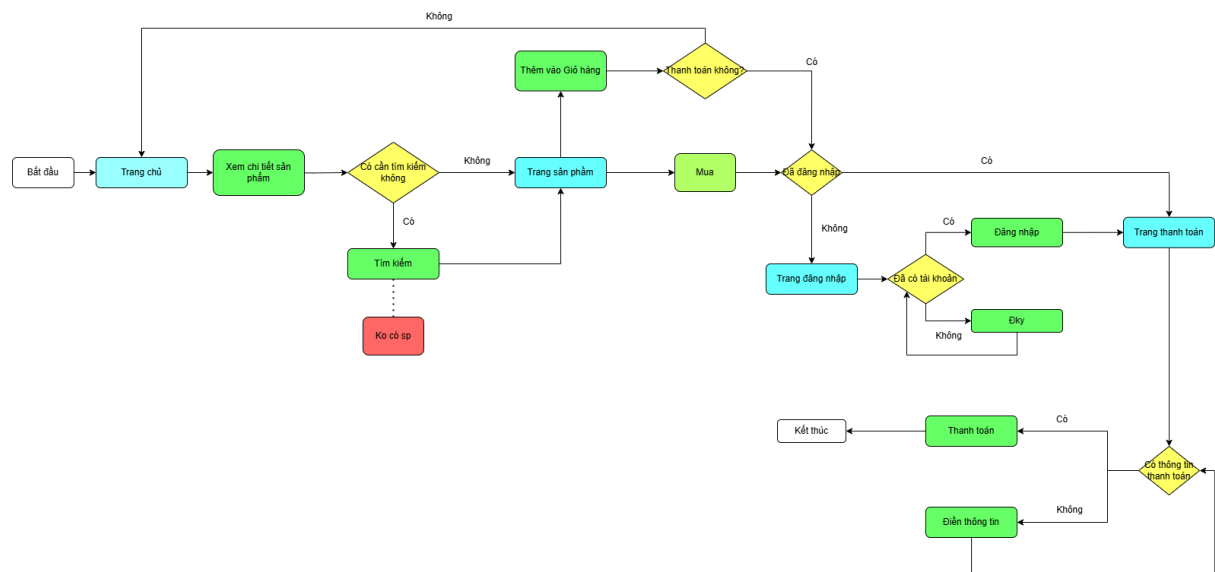 Không
Thêm vào Giỏ hàng
Thanh toán không?
Có
Bắt đầu
Trang chủ
Xem chi tiết sản
phẩm
Có cần tìm kiếm
không
Không
Trang sản phẩm
Mua
Đã đăng nhập
Có
Có
Không
Có
Đăng nhập
Trang thanh toán
Tìm kiếm
Trang đăng nhập
Đã có tài khoản
Ko có sp
Không
Đky
Kết thúc
Thanh toán
Có
Có thông tin
thanh toán
Không
Điền thông tin